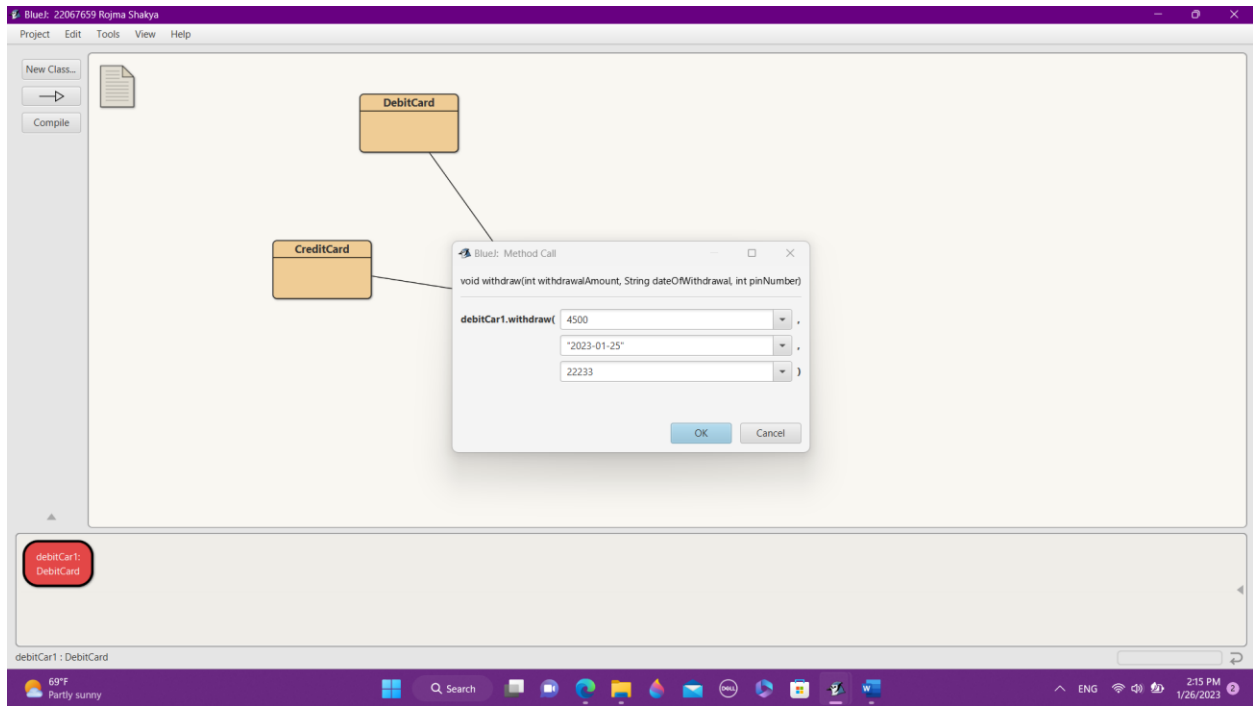 BlueJ: 22067659 Rojma Shakya
Project Edit Tools View Help
New Class...
Compile
DebitCard
CreditCard
BlueJ: Method Call
void withdraw(int withdrawalAmount, String dateOfWithdrawal, int pinNumber)
debitCar1.withdraw( 4500 ,
"2023-01-25" ,
22233 )
OK Cancel
debitCar1:
DebitCard
debitCar1 : DebitCard
69°F
Partly sunny
Search
DELL
W
ENG
2:15 PM
1/26/2023
2